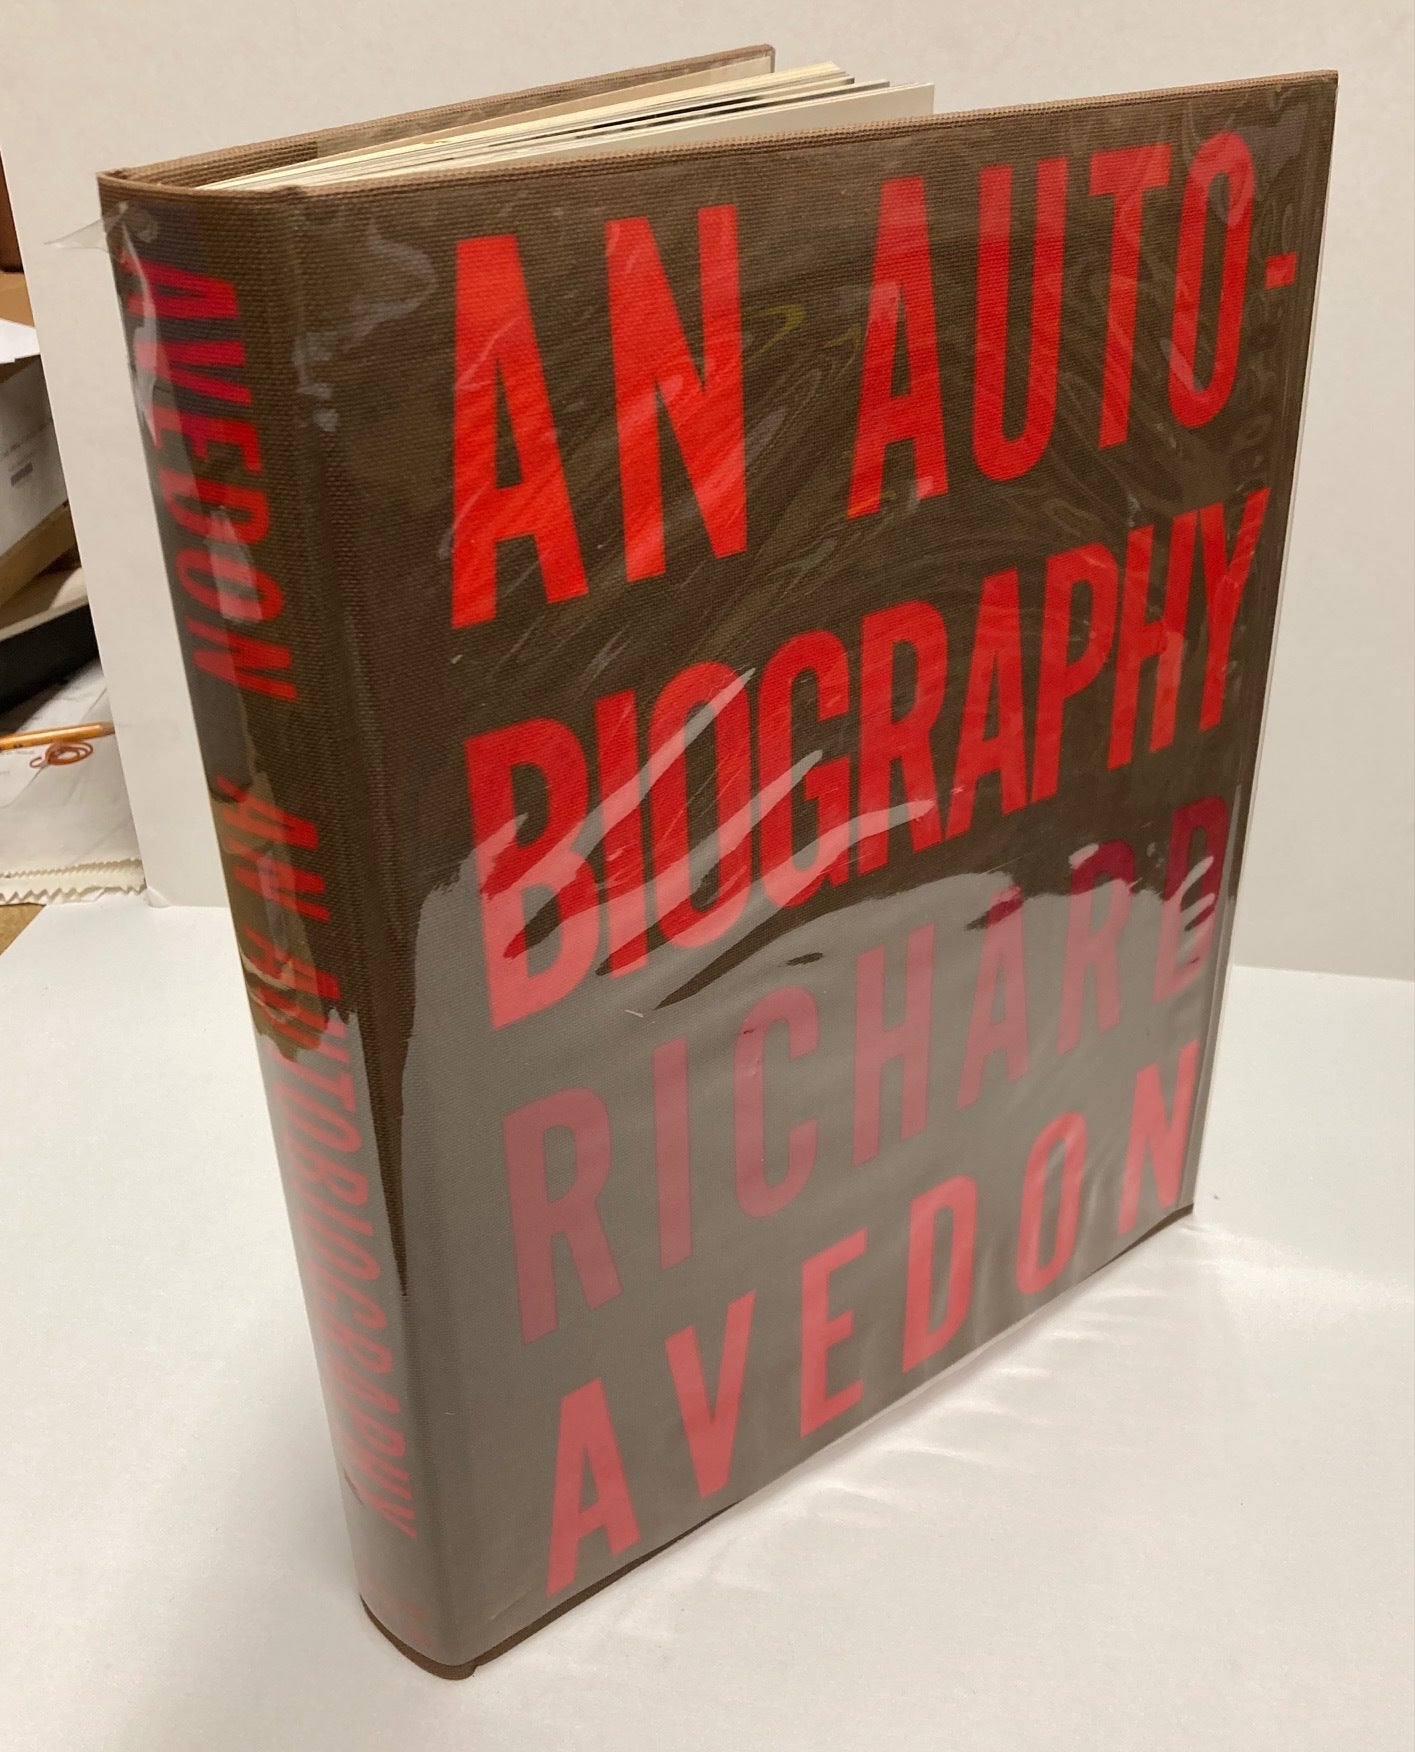 AN AUTO-
BIOGRAPHY
RICHARD
AVEDON
AVEDON AN AUTOBIOGRAPHY